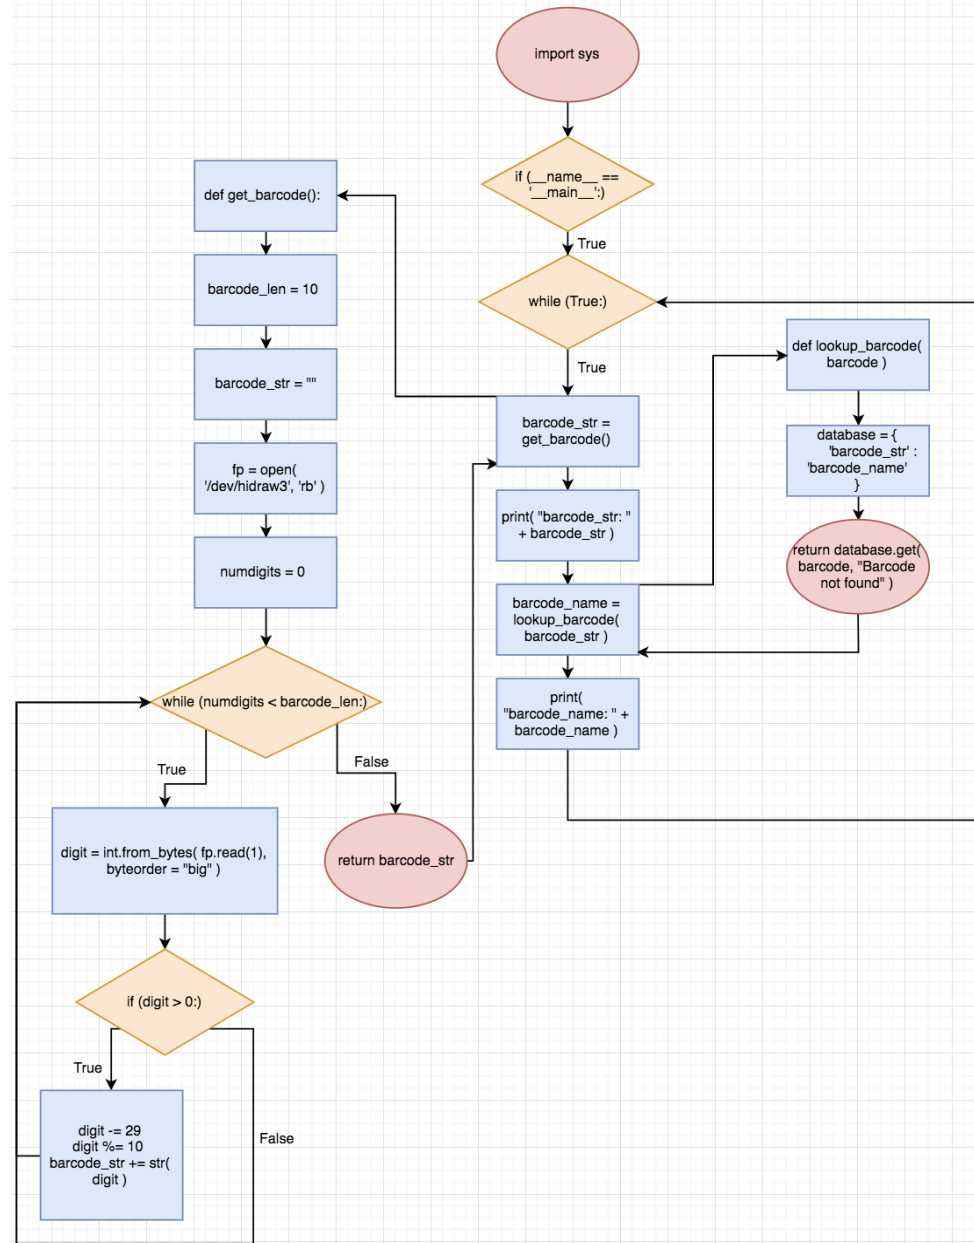 import sys
if (__name__ ==
'__main__':)
True
while (True:)
True
barcode_str =
get_barcode()
print( "barcode_str: "
+ barcode_str )
barcode_name =
lookup_barcode(
barcode_str )
print(
"barcode_name: " +
barcode_name )
def get_barcode():
barcode_len = 10
barcode_str = ""
fp = open(
'/dev/hidraw3', 'rb' )
numdigits = 0
while (numdigits < barcode_len:)
True
False
digit = int.from_bytes( fp.read(1),
byteorder = "big" )
return barcode_str
if (digit > 0:)
True
False
digit -= 29
digit %= 10
barcode_str += str(
digit )
def lookup_barcode(
barcode )
database = {
'barcode_str' :
'barcode_name'
}
return database.get(
barcode, "Barcode
not found" )